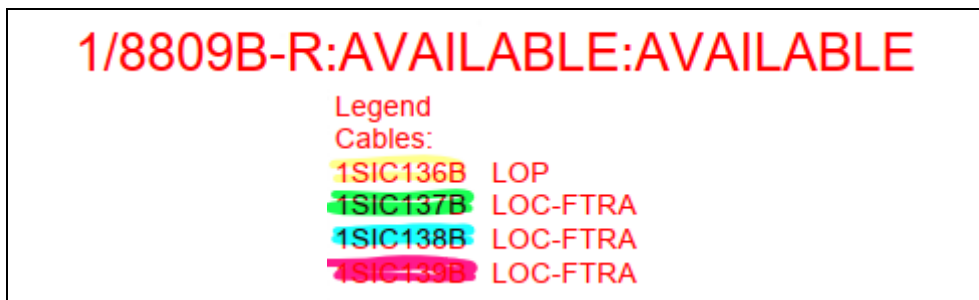 1/8809B-R:AVAILABLE:AVAILABLE
Legend
Cables:
1SIC136B LOP
1SIC137B LOC-FTRA
1SIC138B LOC-FTRA
1SIC139B LOC-FTRA